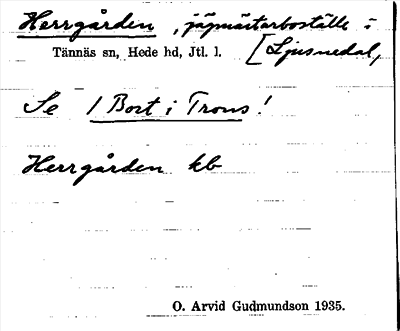 Herrgården, jägmästarboställe i
Tännäs sn, Hede hd, Jtl. l. [Ljusnedal,
Se 1 Bort i Trons!
Herrgården kb
O. Arvid Gudmundson 1935.